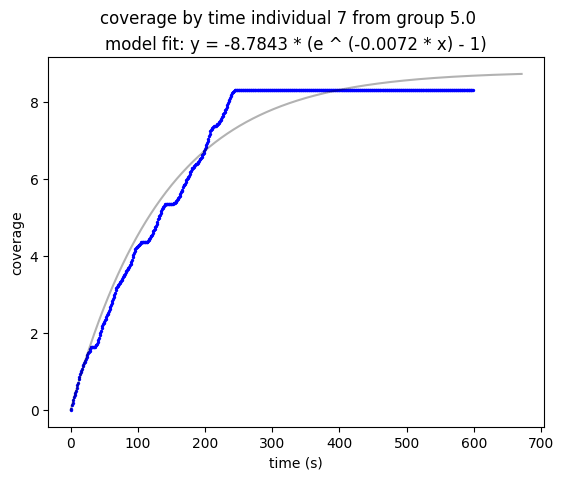 coverage by time individual 7 from group 5.0
model fit: y = -8.7843 * (e ^ (-0.0072 * x) - 1)
8
6
4
2
0
coverage
0 100 200 300 400 500 600 700
time (s)